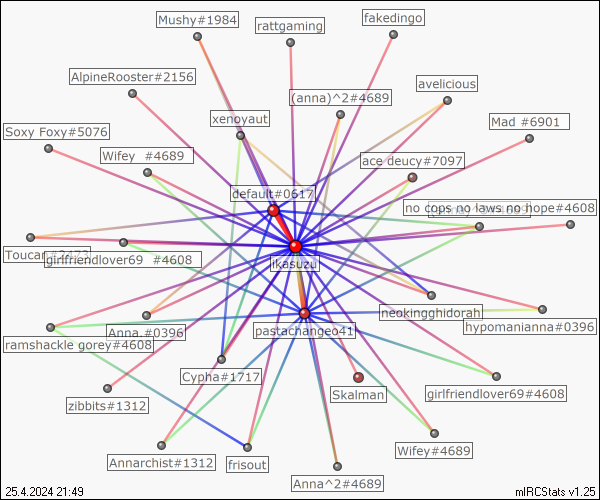 Mushy#1984
fakedingo
rattgaming
AlpineRooster#2156
avelicious
(anna)^2#4689
xenoyaut
Mad #6901
Soxy Foxy#5076
Wifey #4689
ace deucy#7097
default#0617
no cops no laws no hope#4608
Toucan
girlfriendlover69 #4608
ikasuzu
neokingghidorah
hypomanianna#0396
Anna #0396
pastachangeo41
ramshackle gorey#4608
Cypha#1717
Skalman
girlfriendlover69#4608
zibbits#1312
Wifey#4689
Annarchist#1312
frisout
Anna^2#4689
25.4.2024 21:49
mIRCStats v1.25